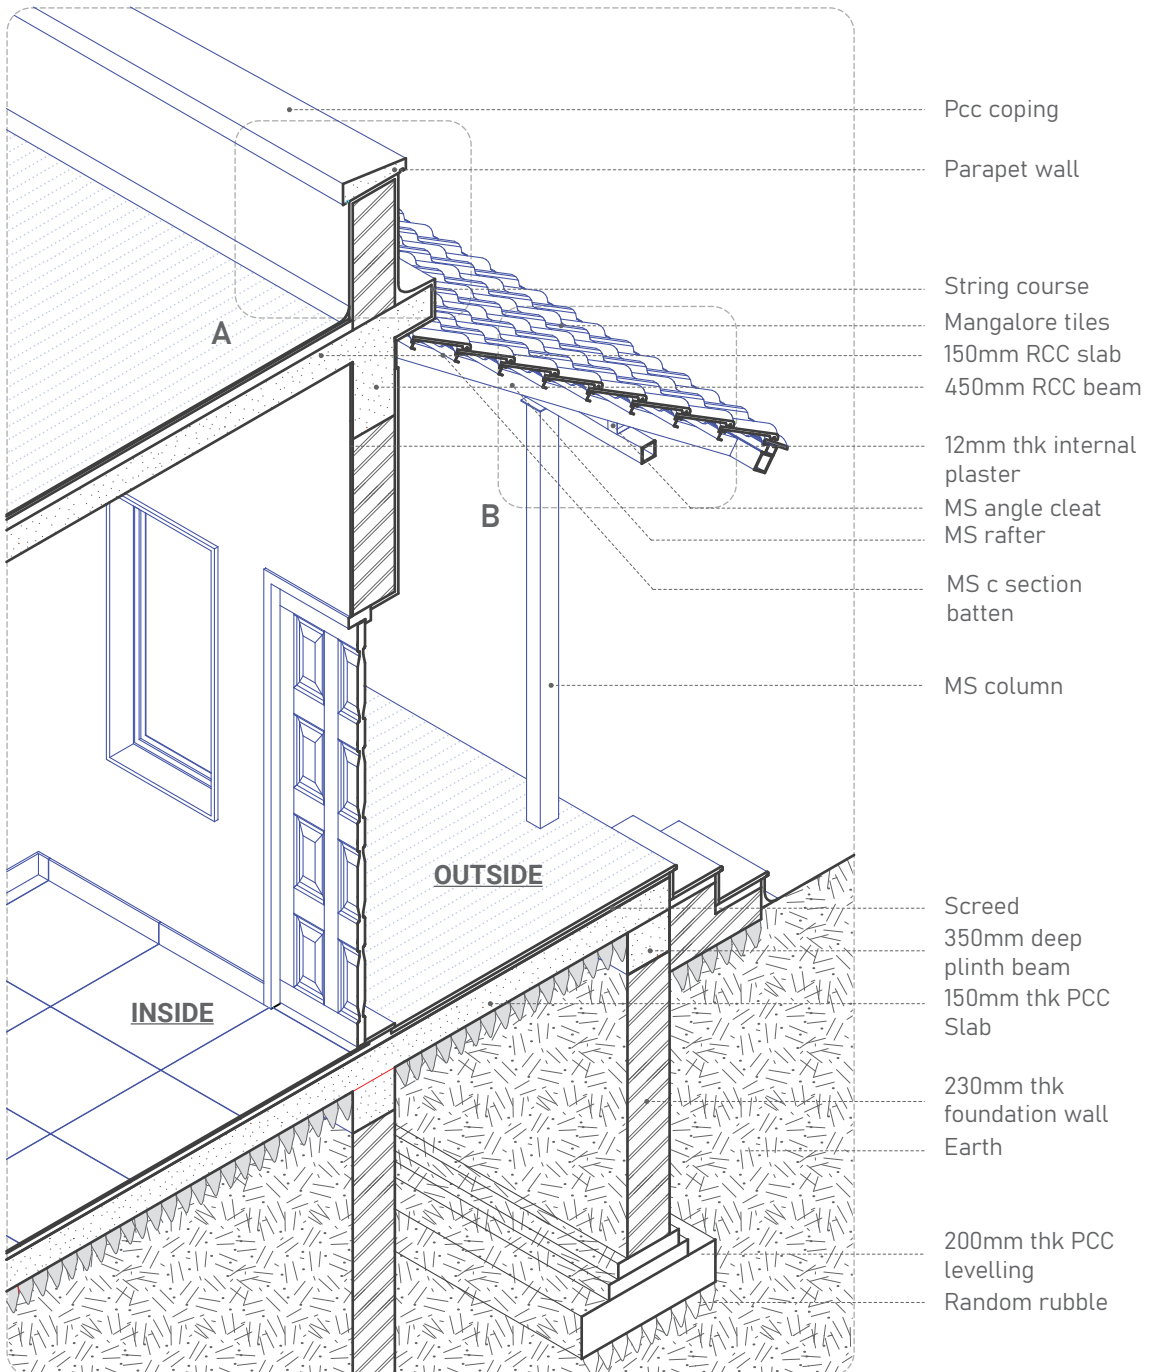 Pcc coping
Parapet wall
String course
Mangalore tiles
150mm RCC slab
450mm RCC beam
12mm thk internal
plaster
MS angle cleat
MS rafter
MS c section
batten
MS column
Screed
350mm deep
plinth beam
150mm thk PCC
Slab
230mm thk
foundation wall
Earth
200mm thk PCC
levelling
Random rubble
A
B
OUTSIDE
INSIDE